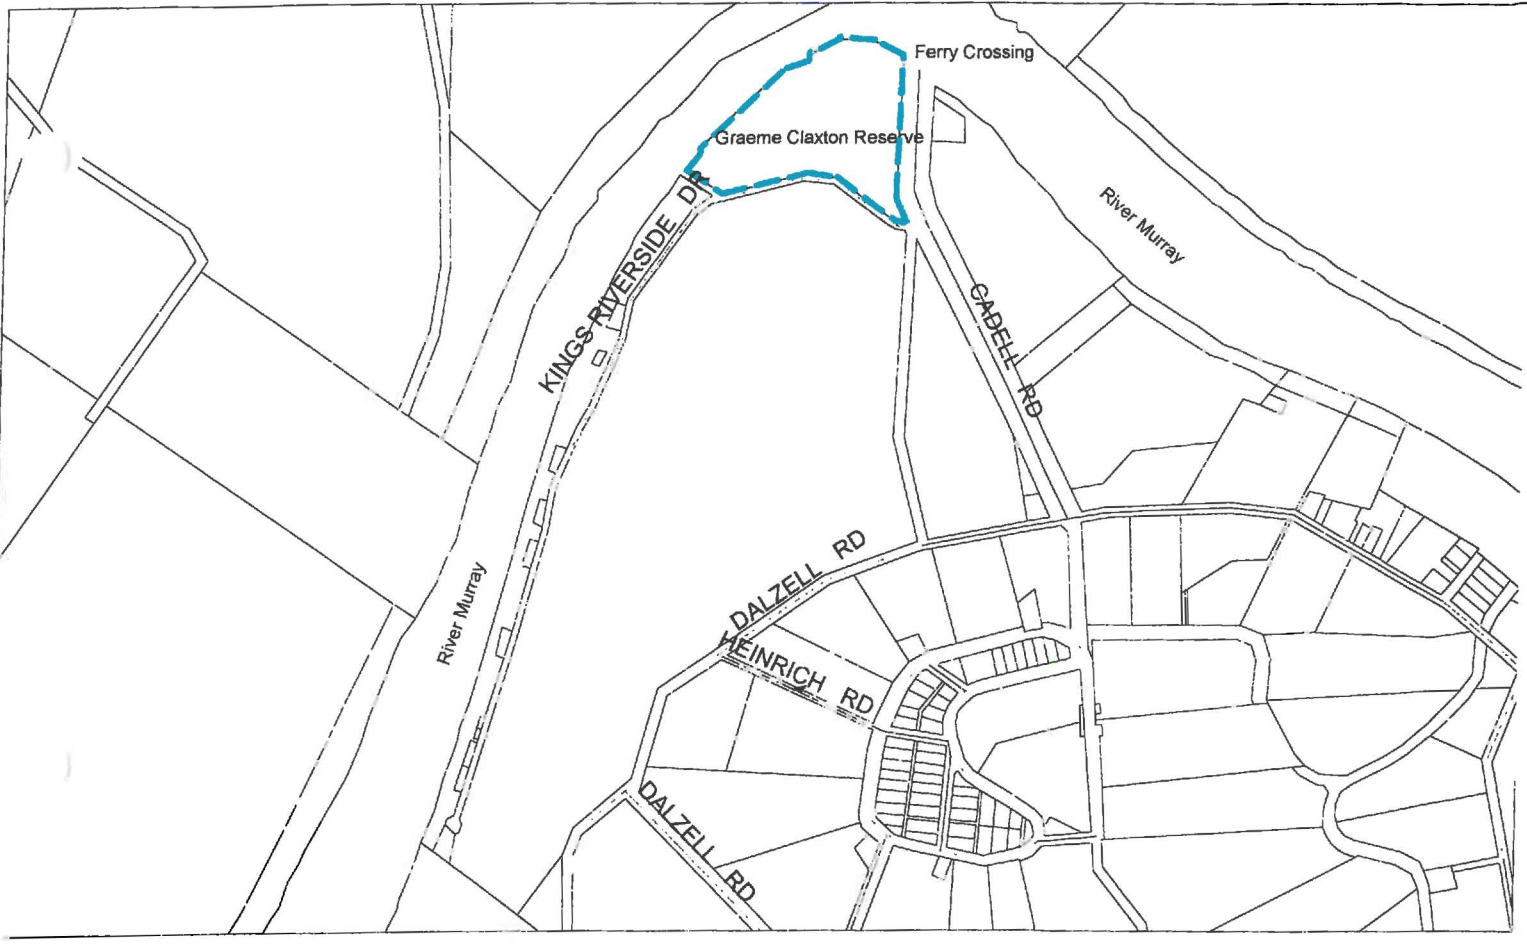 Ferry Crossing
Graeme Claxton Reserve
River Murray
KINGS RIVERSIDE DR
CADELL RD
DALZELL RD
River Murray
HEINRICH RD
DALZELL RD